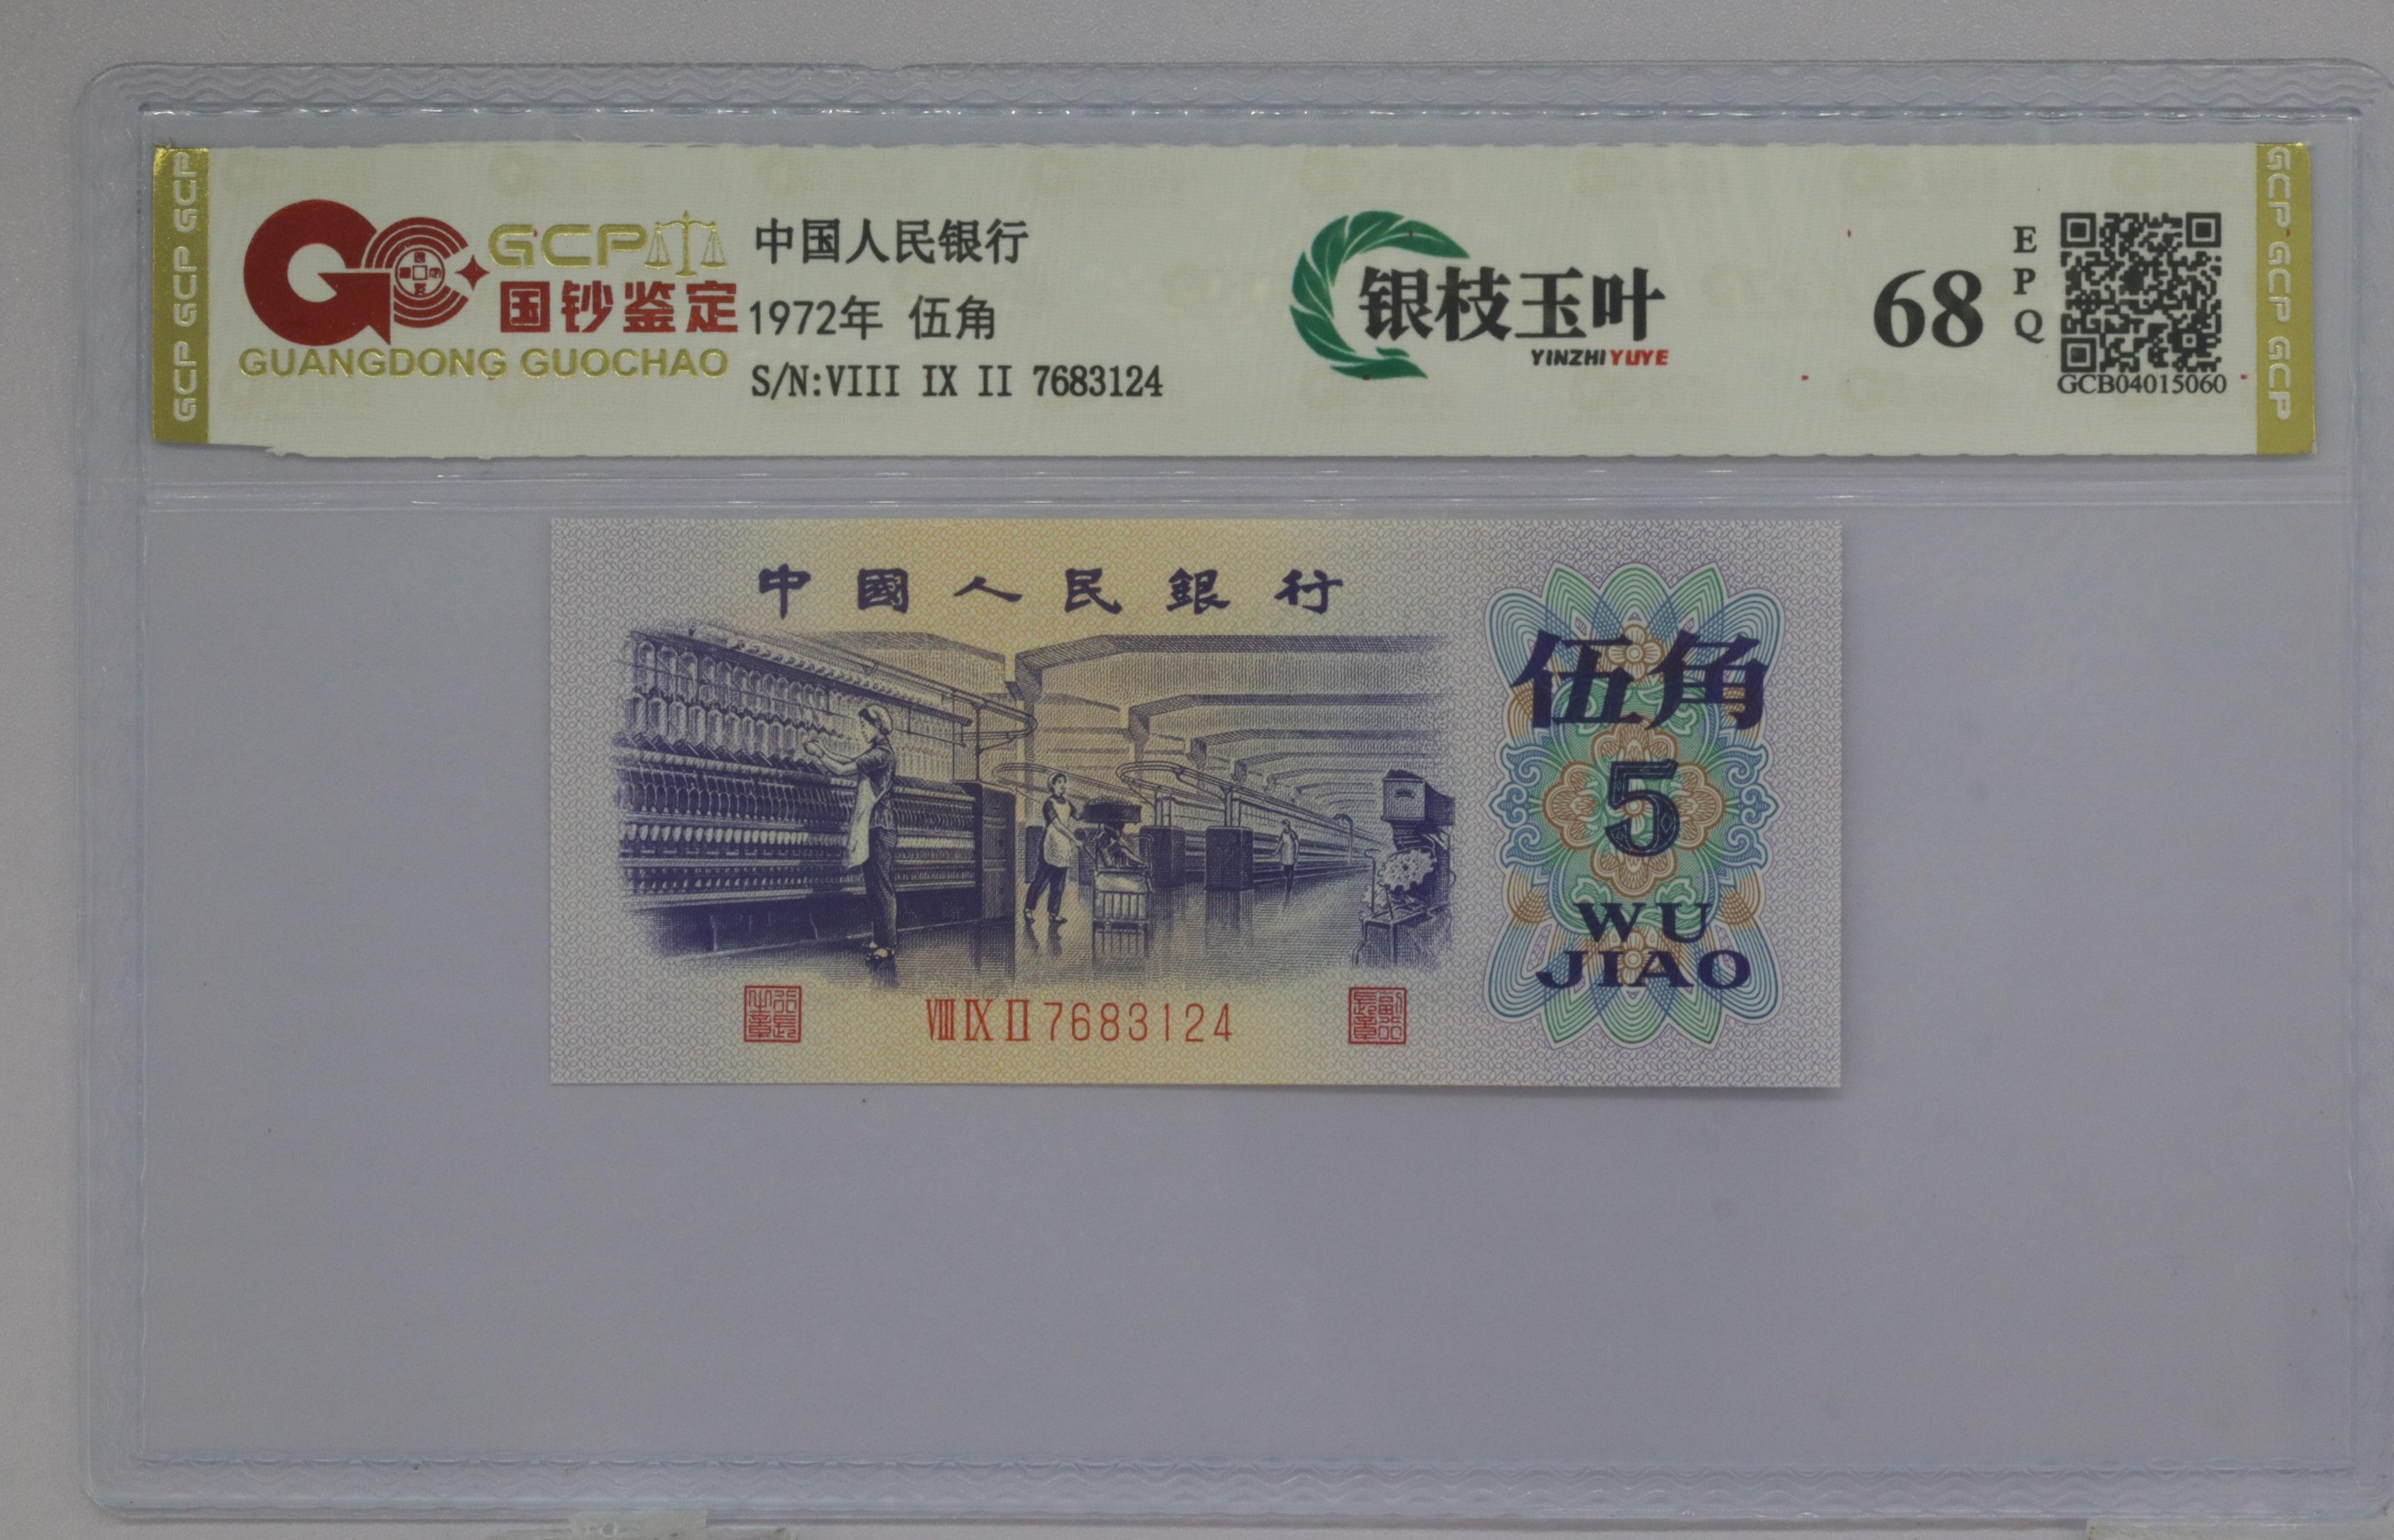 GCP GCP GCP
GCP
国钞鉴定
GUANGDONG GUOCHAO
中国人民银行
1972年 伍角
S/N:VIII IX II 7683124
银枝玉叶
YINZHIYUYE
68
EPQ
GCB04015060
GCP GCP GCP
中國人民銀行
伍角
5
WU
JIAO
VIII IX II 7683124